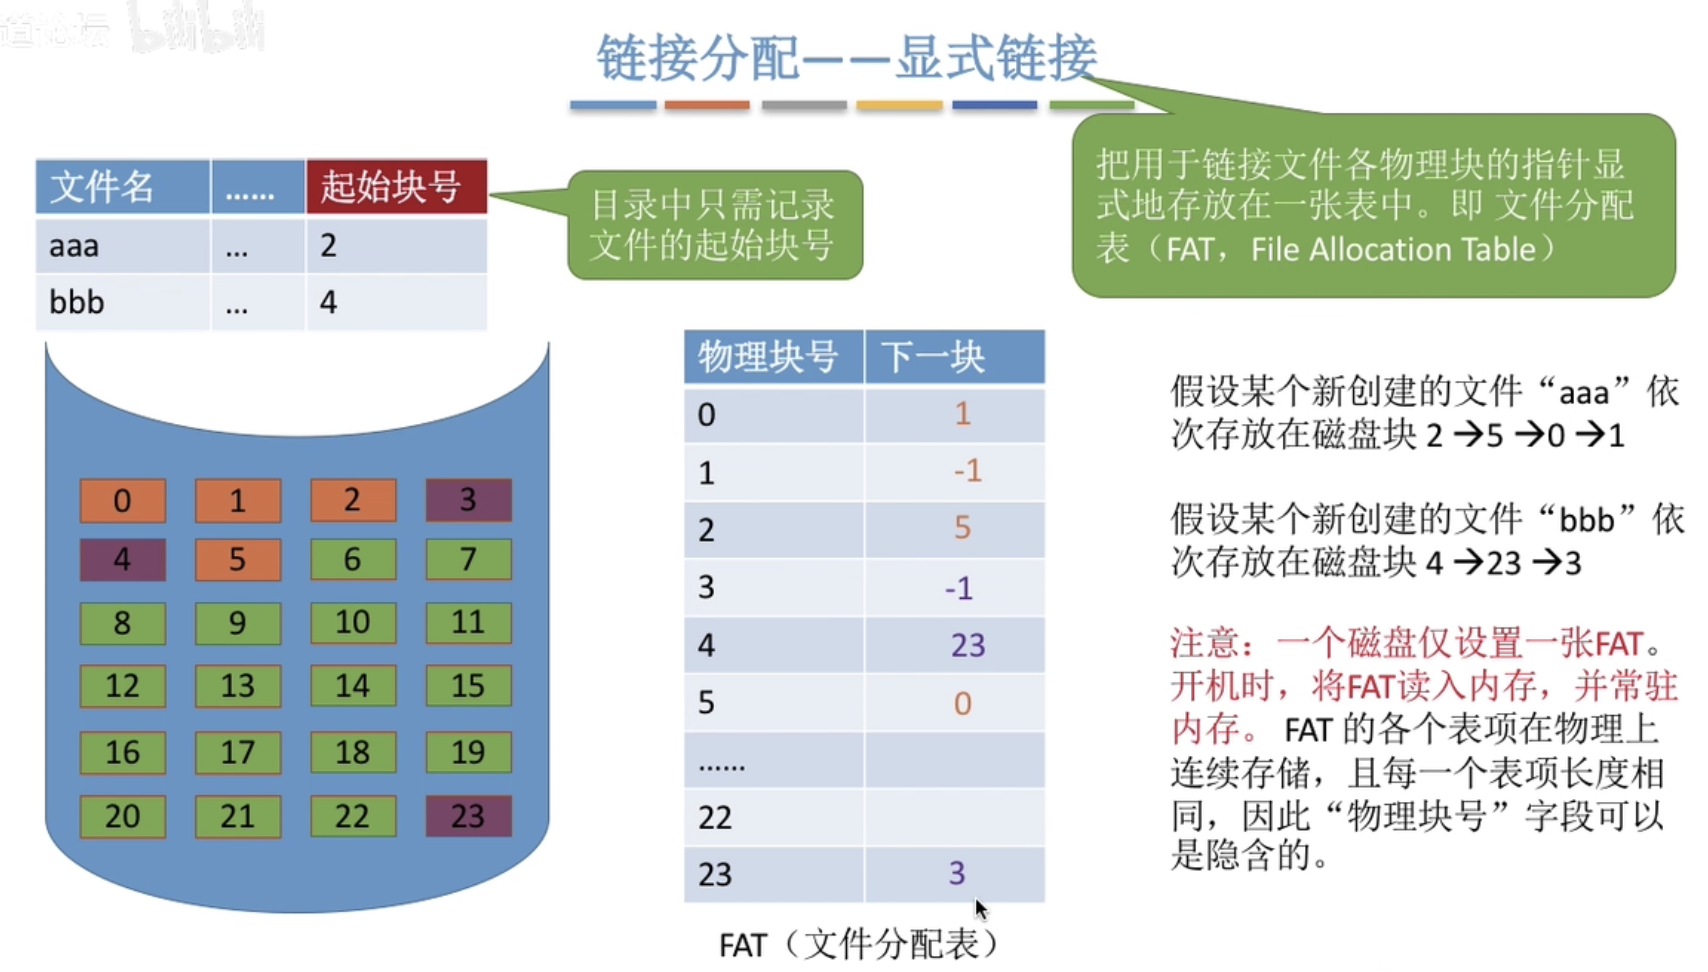 道论坛 bilibili
链接分配——显式链接
把用于链接文件各物理块的指针显
式地存放在一张表中。即 文件分配
表（FAT，File Allocation Table）
文件名 …… 起始块号
aaa ... 2
bbb ... 4
目录中只需记录
文件的起始块号
0 1 2 3
4 5 6 7
8 9 10 11
12 13 14 15
16 17 18 19
20 21 22 23
物理块号 下一块
0 1
1 -1
2 5
3 -1
4 23
5 0
……
22
23 3
FAT（文件分配表）
假设某个新创建的文件“aaa”依
次存放在磁盘块 2 →5 →0 →1
假设某个新创建的文件“bbb”依
次存放在磁盘块 4 →23 →3
注意：一个磁盘仅设置一张FAT。
开机时，将FAT读入内存，并常驻
内存。 FAT 的各个表项在物理上
连续存储，且每一个表项长度相
同，因此“物理块号”字段可以
是隐含的。